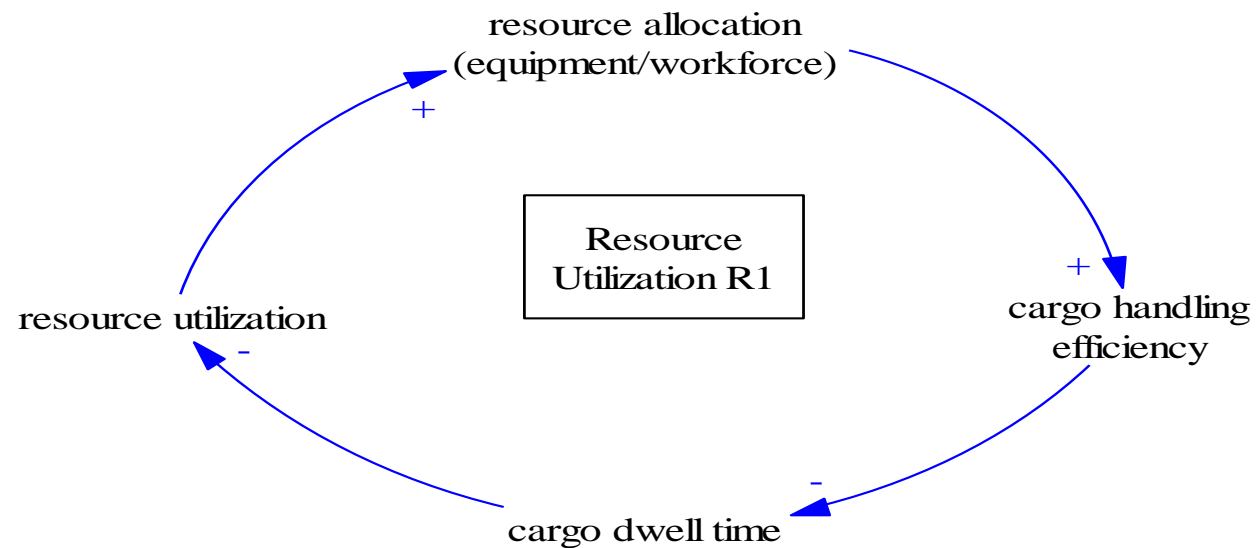 resource allocation
(equipment/workforce)
+
Resource
Utilization R1
+
cargo handling
efficiency
resource utilization
-
-
cargo dwell time